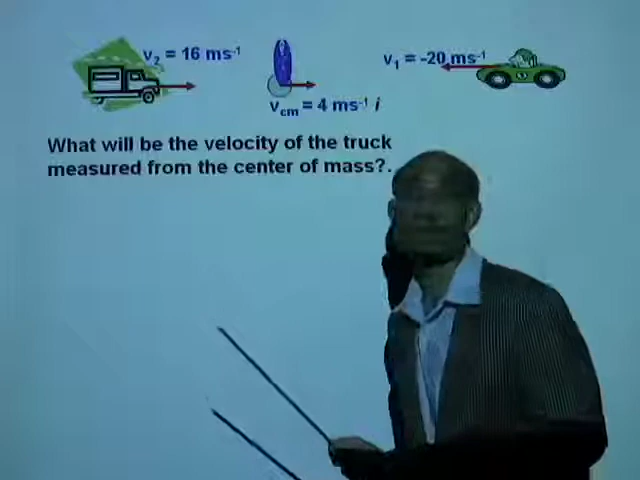 v₂ = 16 ms⁻¹
v₁ = -20 ms⁻¹
v_cm = 4 ms⁻¹ i
What will be the velocity of the truck
measured from the center of mass?.